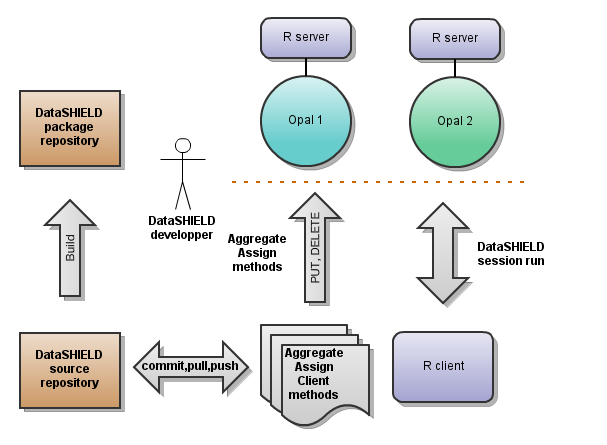 R server
R server
DataSHIELD
package
repository
Opal 1
Opal 2
DataSHIELD
developper
Build
Aggregate
Assign
methods
PUT, DELETE
DataSHIELD
session run
DataSHIELD
source
repository
commit,pull,push
Aggregate
Assign
Client
methods
R client